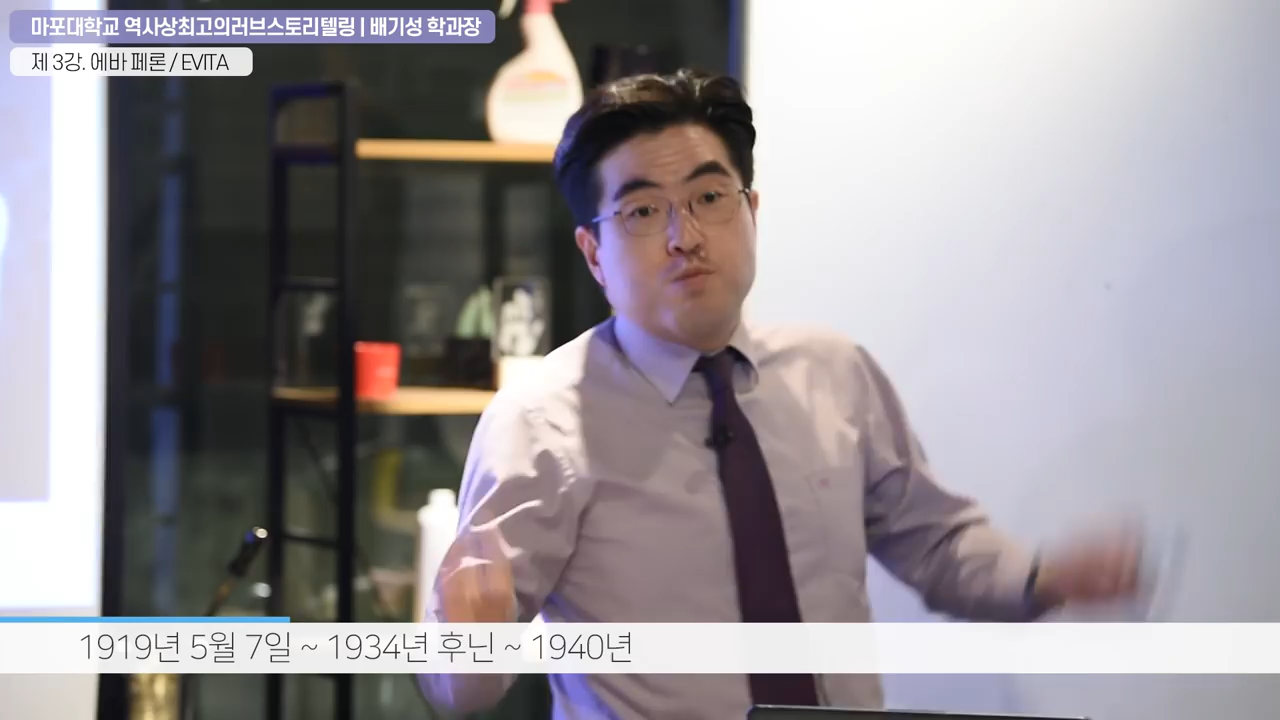 마포대학교 역사상최고의러브스토리텔링 | 배기성 학과장
제 3강. 에바 페론 / EVITA
1919년 5월 7일 ~ 1934년 후닌 ~ 1940년